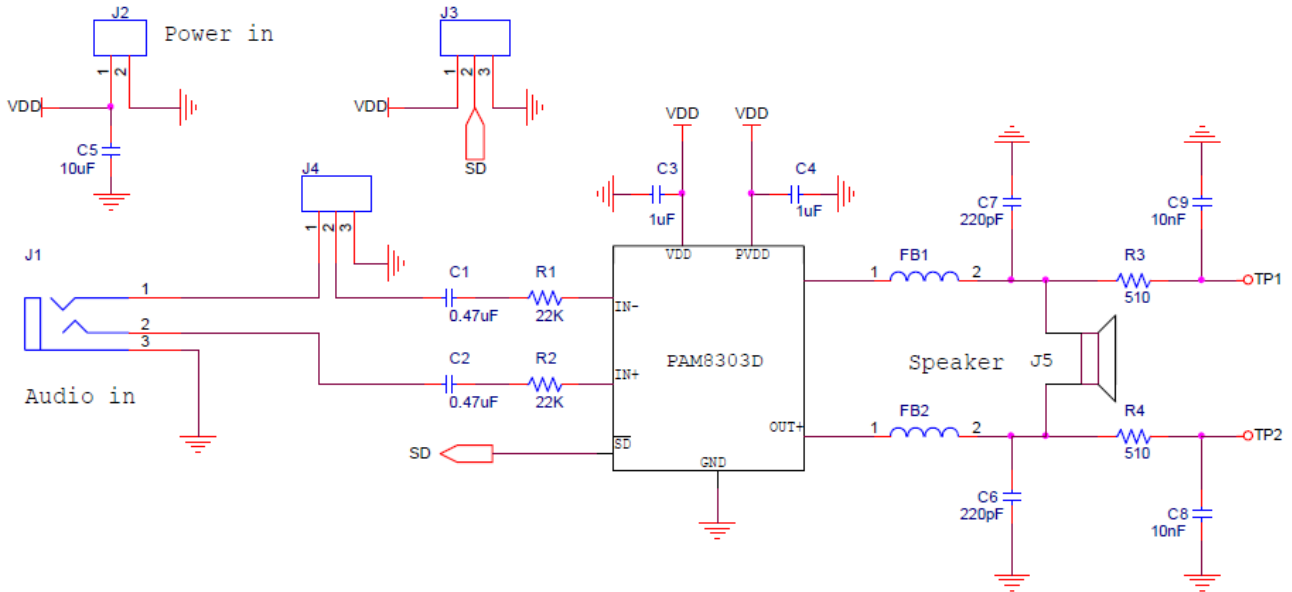 J2
Power in
1 2
VDD
C5
10uF
J3
1 2 3
VDD
SD
J4
1 2 3
J1
1
2
3
Audio in
C1
0.47uF
R1
22K
C2
0.47uF
R2
22K
SD
VDD
VDD
C3
1uF
C4
1uF
VDD
PVDD
IN-
IN+
SD
PAM8303D
OUT+
GND
1 FB1 2
1 FB2 2
C7
220pF
C9
10nF
R3
510
TP1
Speaker J5
R4
510
TP2
C6
220pF
C8
10nF